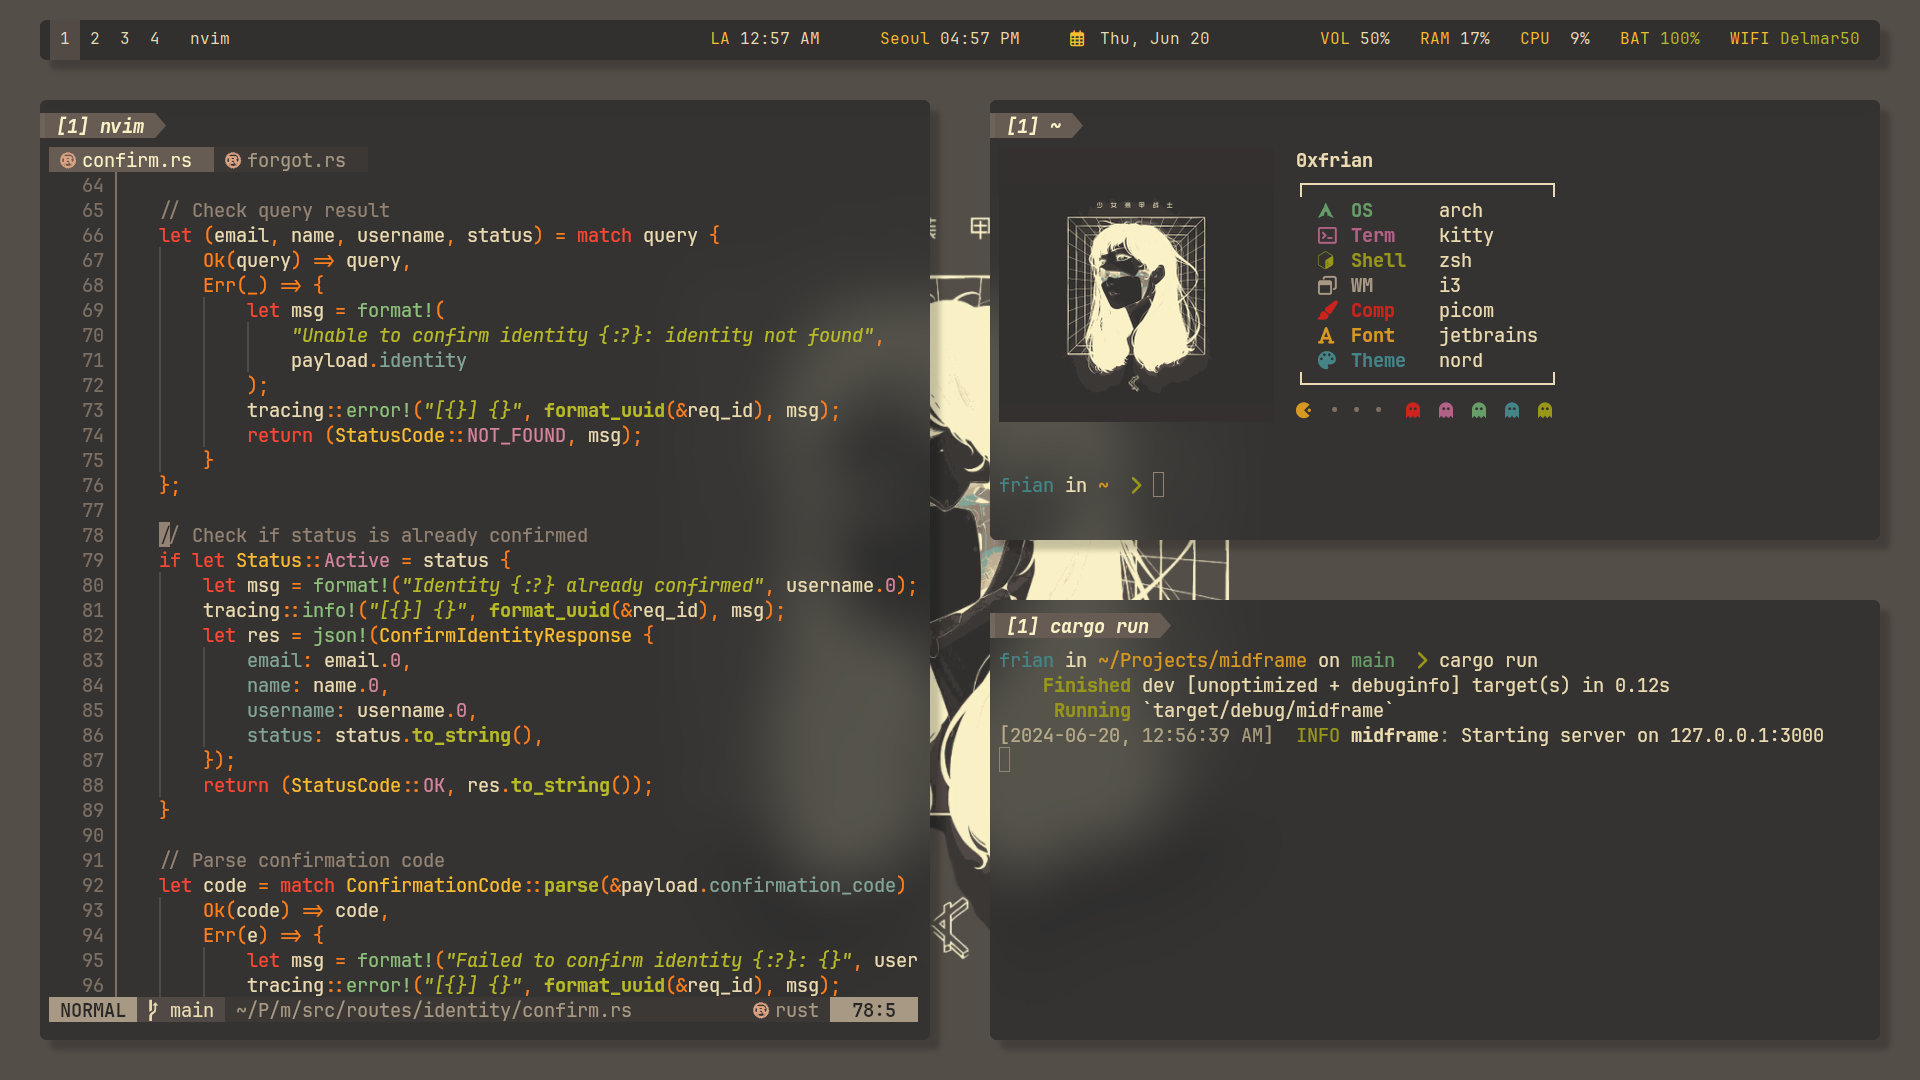 1 2 3 4 nvim LA 12:57 AM Seoul 04:57 PM Thu, Jun 20 VOL 50% RAM 17% CPU 9% BAT 100% WIFI Delmar50
[1] nvim
confirm.rs forgot.rs
64
65 // Check query result
66 let (email, name, username, status) = match query {
67 Ok(query) => query,
68 Err(_) => {
69 let msg = format!(
70 "Unable to confirm identity {:?}: identity not found",
71 payload.identity
72 );
73 tracing::error!("[{}] {}", format_uuid(&req_id), msg);
74 return (StatusCode::NOT_FOUND, msg);
75 }
76 };
77
78 // Check if status is already confirmed
79 if let Status::Active = status {
80 let msg = format!("Identity {:?} already confirmed", username.0);
81 tracing::info!("[{}] {}", format_uuid(&req_id), msg);
82 let res = json!(ConfirmIdentityResponse {
83 email: email.0,
84 name: name.0,
85 username: username.0,
86 status: status.to_string(),
87 });
88 return (StatusCode::OK, res.to_string());
89 }
90
91 // Parse confirmation code
92 let code = match ConfirmationCode::parse(&payload.confirmation_code)
93 Ok(code) => code,
94 Err(e) => {
95 let msg = format!("Failed to confirm identity {:?}: {}", user
96 tracing::error!("[{}] {}", format_uuid(&req_id), msg);
NORMAL main ~/P/m/src/routes/identity/confirm.rs rust 78:5
甲
[1] ~
少女機甲战士
0xfrian
OS arch
Term kitty
Shell zsh
WM i3
Comp picom
Font jetbrains
Theme nord
frian in ~ >
[1] cargo run
frian in ~/Projects/midframe on main > cargo run
Finished dev [unoptimized + debuginfo] target(s) in 0.12s
Running `target/debug/midframe`
[2024-06-20, 12:56:39 AM] INFO midframe: Starting server on 127.0.0.1:3000